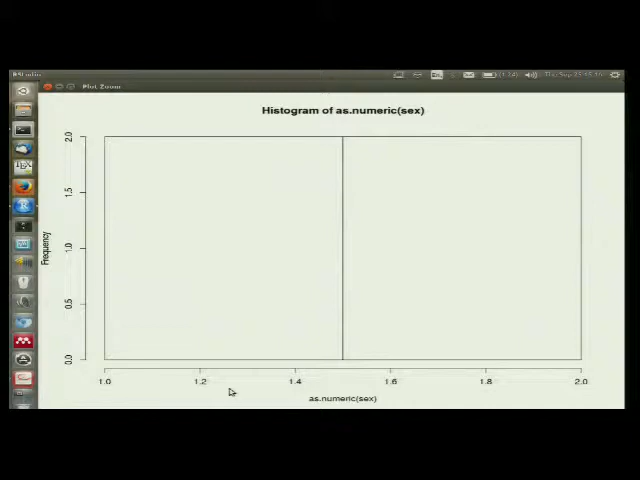 RStudio
Plot Zoom
Histogram of as.numeric(sex)
Frequency
2.0
1.5
1.0
0.5
0.0
1.0 1.2 1.4 1.6 1.8 2.0
as.numeric(sex)